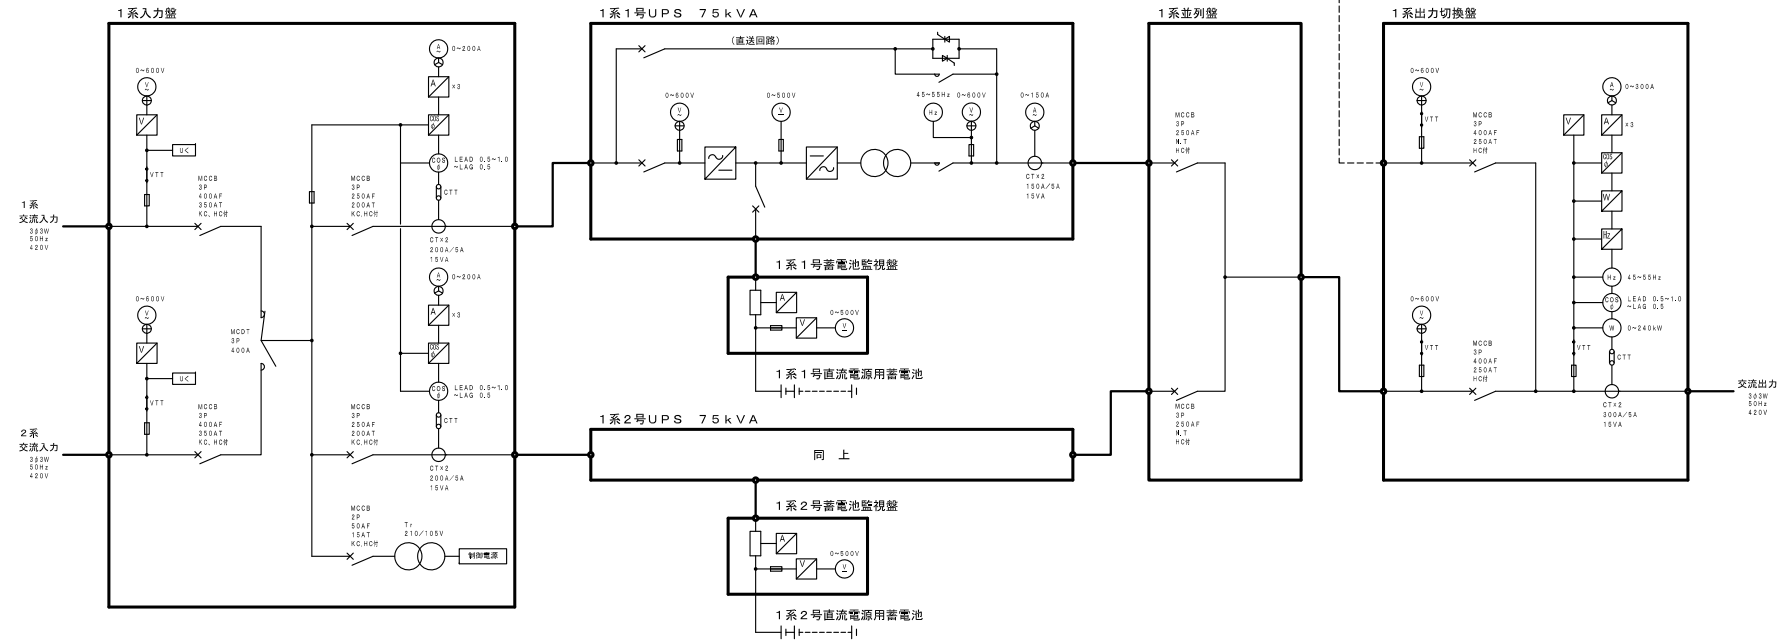 1系入力盤
0~600V
V
~
V
U<
VTT
MCCB
3P
400AF
350AT
KC, HC付
1系
交流入力
3φ3W
50Hz
420V
0~600V
V
~
V
U<
VTT
MCCB
3P
400AF
350AT
KC, HC付
2系
交流入力
3φ3W
50Hz
420V
MCDT
3P
400A
A
~
0~200A
A
×3
COS
φ
COS
φ
LEAD 0.5~1.0
~LAG 0.5
CTT
MCCB
3P
250AF
200AT
KC, HC付
CT×2
200A/5A
15VA
A
~
0~200A
A
×3
COS
φ
COS
φ
LEAD 0.5~1.0
~LAG 0.5
CTT
MCCB
3P
250AF
200AT
KC, HC付
CT×2
200A/5A
15VA
MCCB
2P
50AF
15AT
KC, HC付
Tr
210/105V
制御電源
1系1号UPS 75kVA
(直送回路)
0~600V
V
~
0~500V
V
45~55Hz
Hz
0~600V
V
~
0~150A
A
~
CT×2
150A/5A
15VA
1系1号蓄電池監視盤
A
V
0~500V
V
1系1号直流電源用蓄電池
1系2号UPS 75kVA
同 上
1系2号蓄電池監視盤
A
V
0~500V
V
1系2号直流電源用蓄電池
1系並列盤
MCCB
3P
250AF
N.T
HC付
MCCB
3P
250AF
N.T
HC付
1系出力切換盤
0~600V
V
~
VTT
MCCB
3P
400AF
250AT
HC付
0~600V
V
~
VTT
MCCB
3P
400AF
250AT
HC付
A
~
0~300A
V
A
×3
COS
φ
W
Hz
Hz
45~55Hz
COS
φ
LEAD 0.5~1.0
~LAG 0.5
W
0~240kW
VTT
CTT
CT×2
300A/5A
15VA
交流出力
3φ3W
50Hz
420V